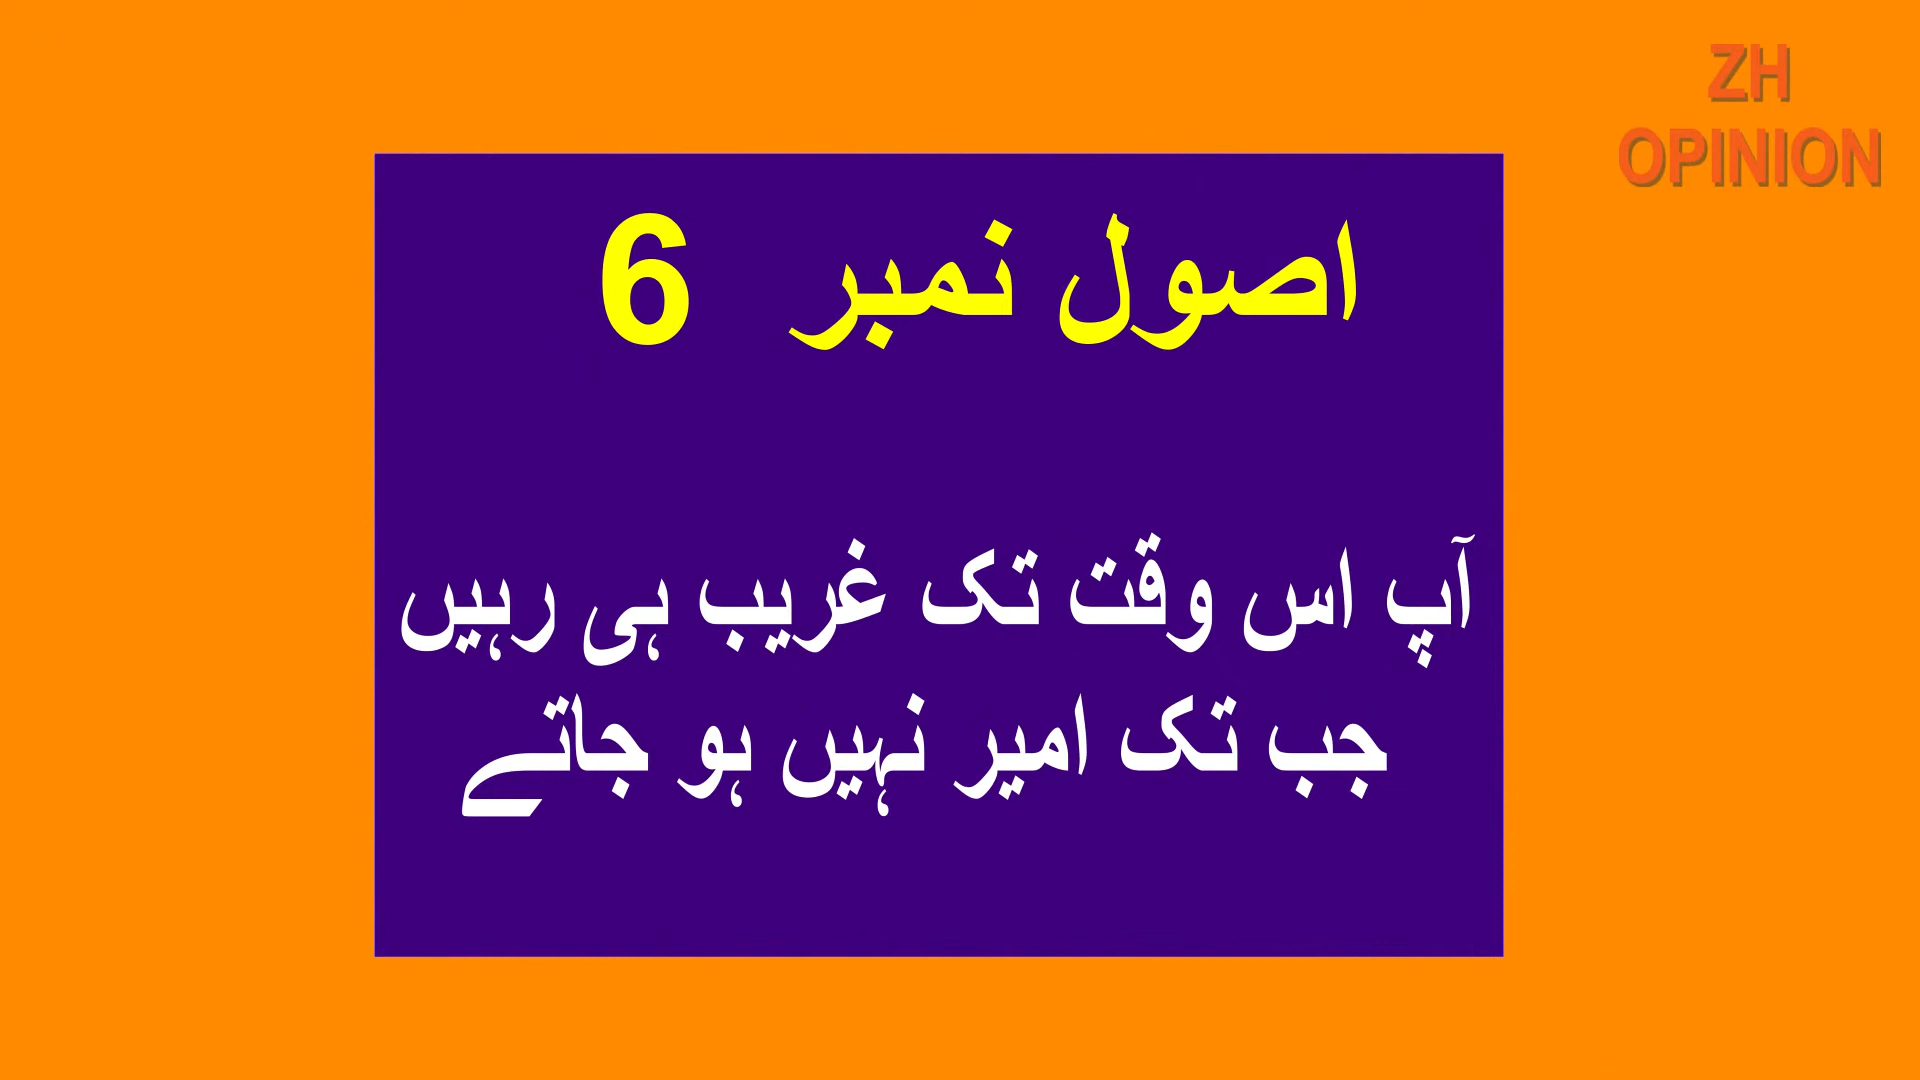 ZH
OPINION
اصول نمبر 6
آپ اس وقت تک غریب ہی رہیں
جب تک امیر نہیں ہو جاتے